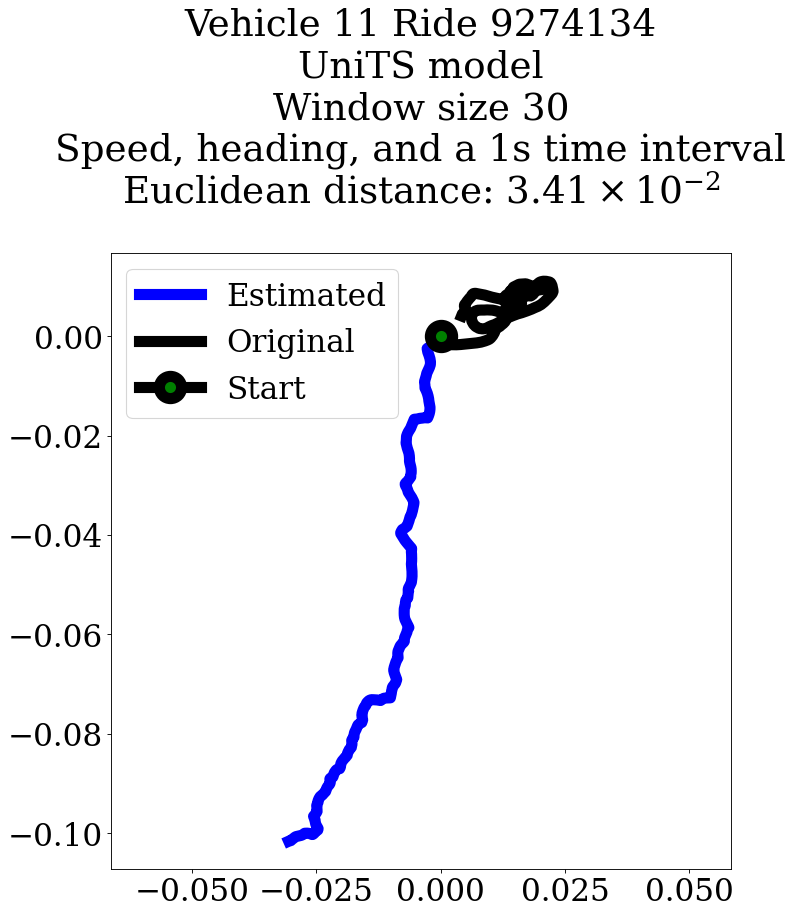 Vehicle 11 Ride 9274134
UniTS model
Window size 30
Speed, heading, and a 1s time interval
Euclidean distance: 3.41 × 10⁻²
Estimated
Original
Start
0.00
−0.02
−0.04
−0.06
−0.08
−0.10
−0.050 −0.025 0.000 0.025 0.050